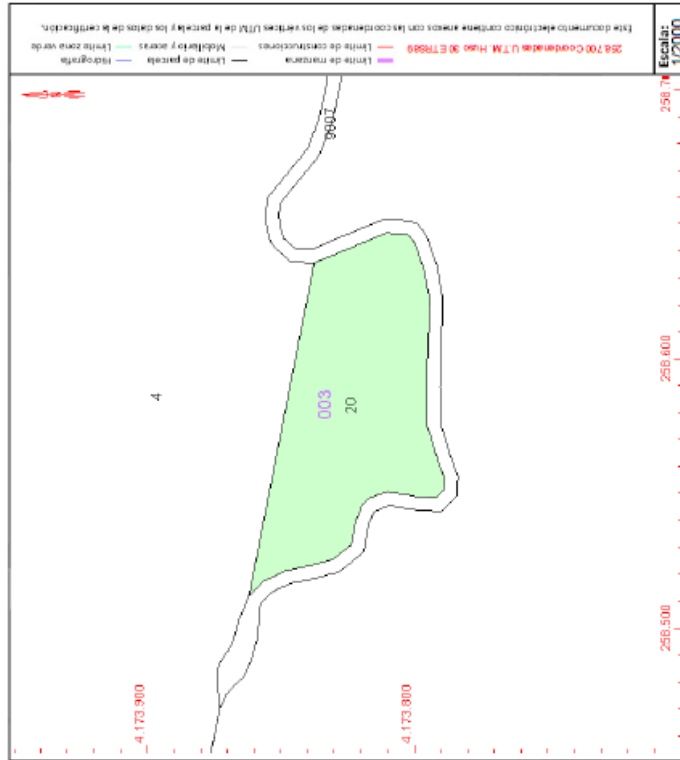 Este documento electrónico contiene anexos con las coordenadas de los vértices UTM de la parcela y los datos de la certificación.
258.700 Coordenadas U.T.M. Huso 30 ETRS89
Límite de manzana
Límite de construcciones
Límite de parcela
Mobiliario y aceras
Hidrografía
Límite zona verde
Escala:
1/2000
4
003
20
9007
258.7
258.600
258.500
4.173.900
4.173.800